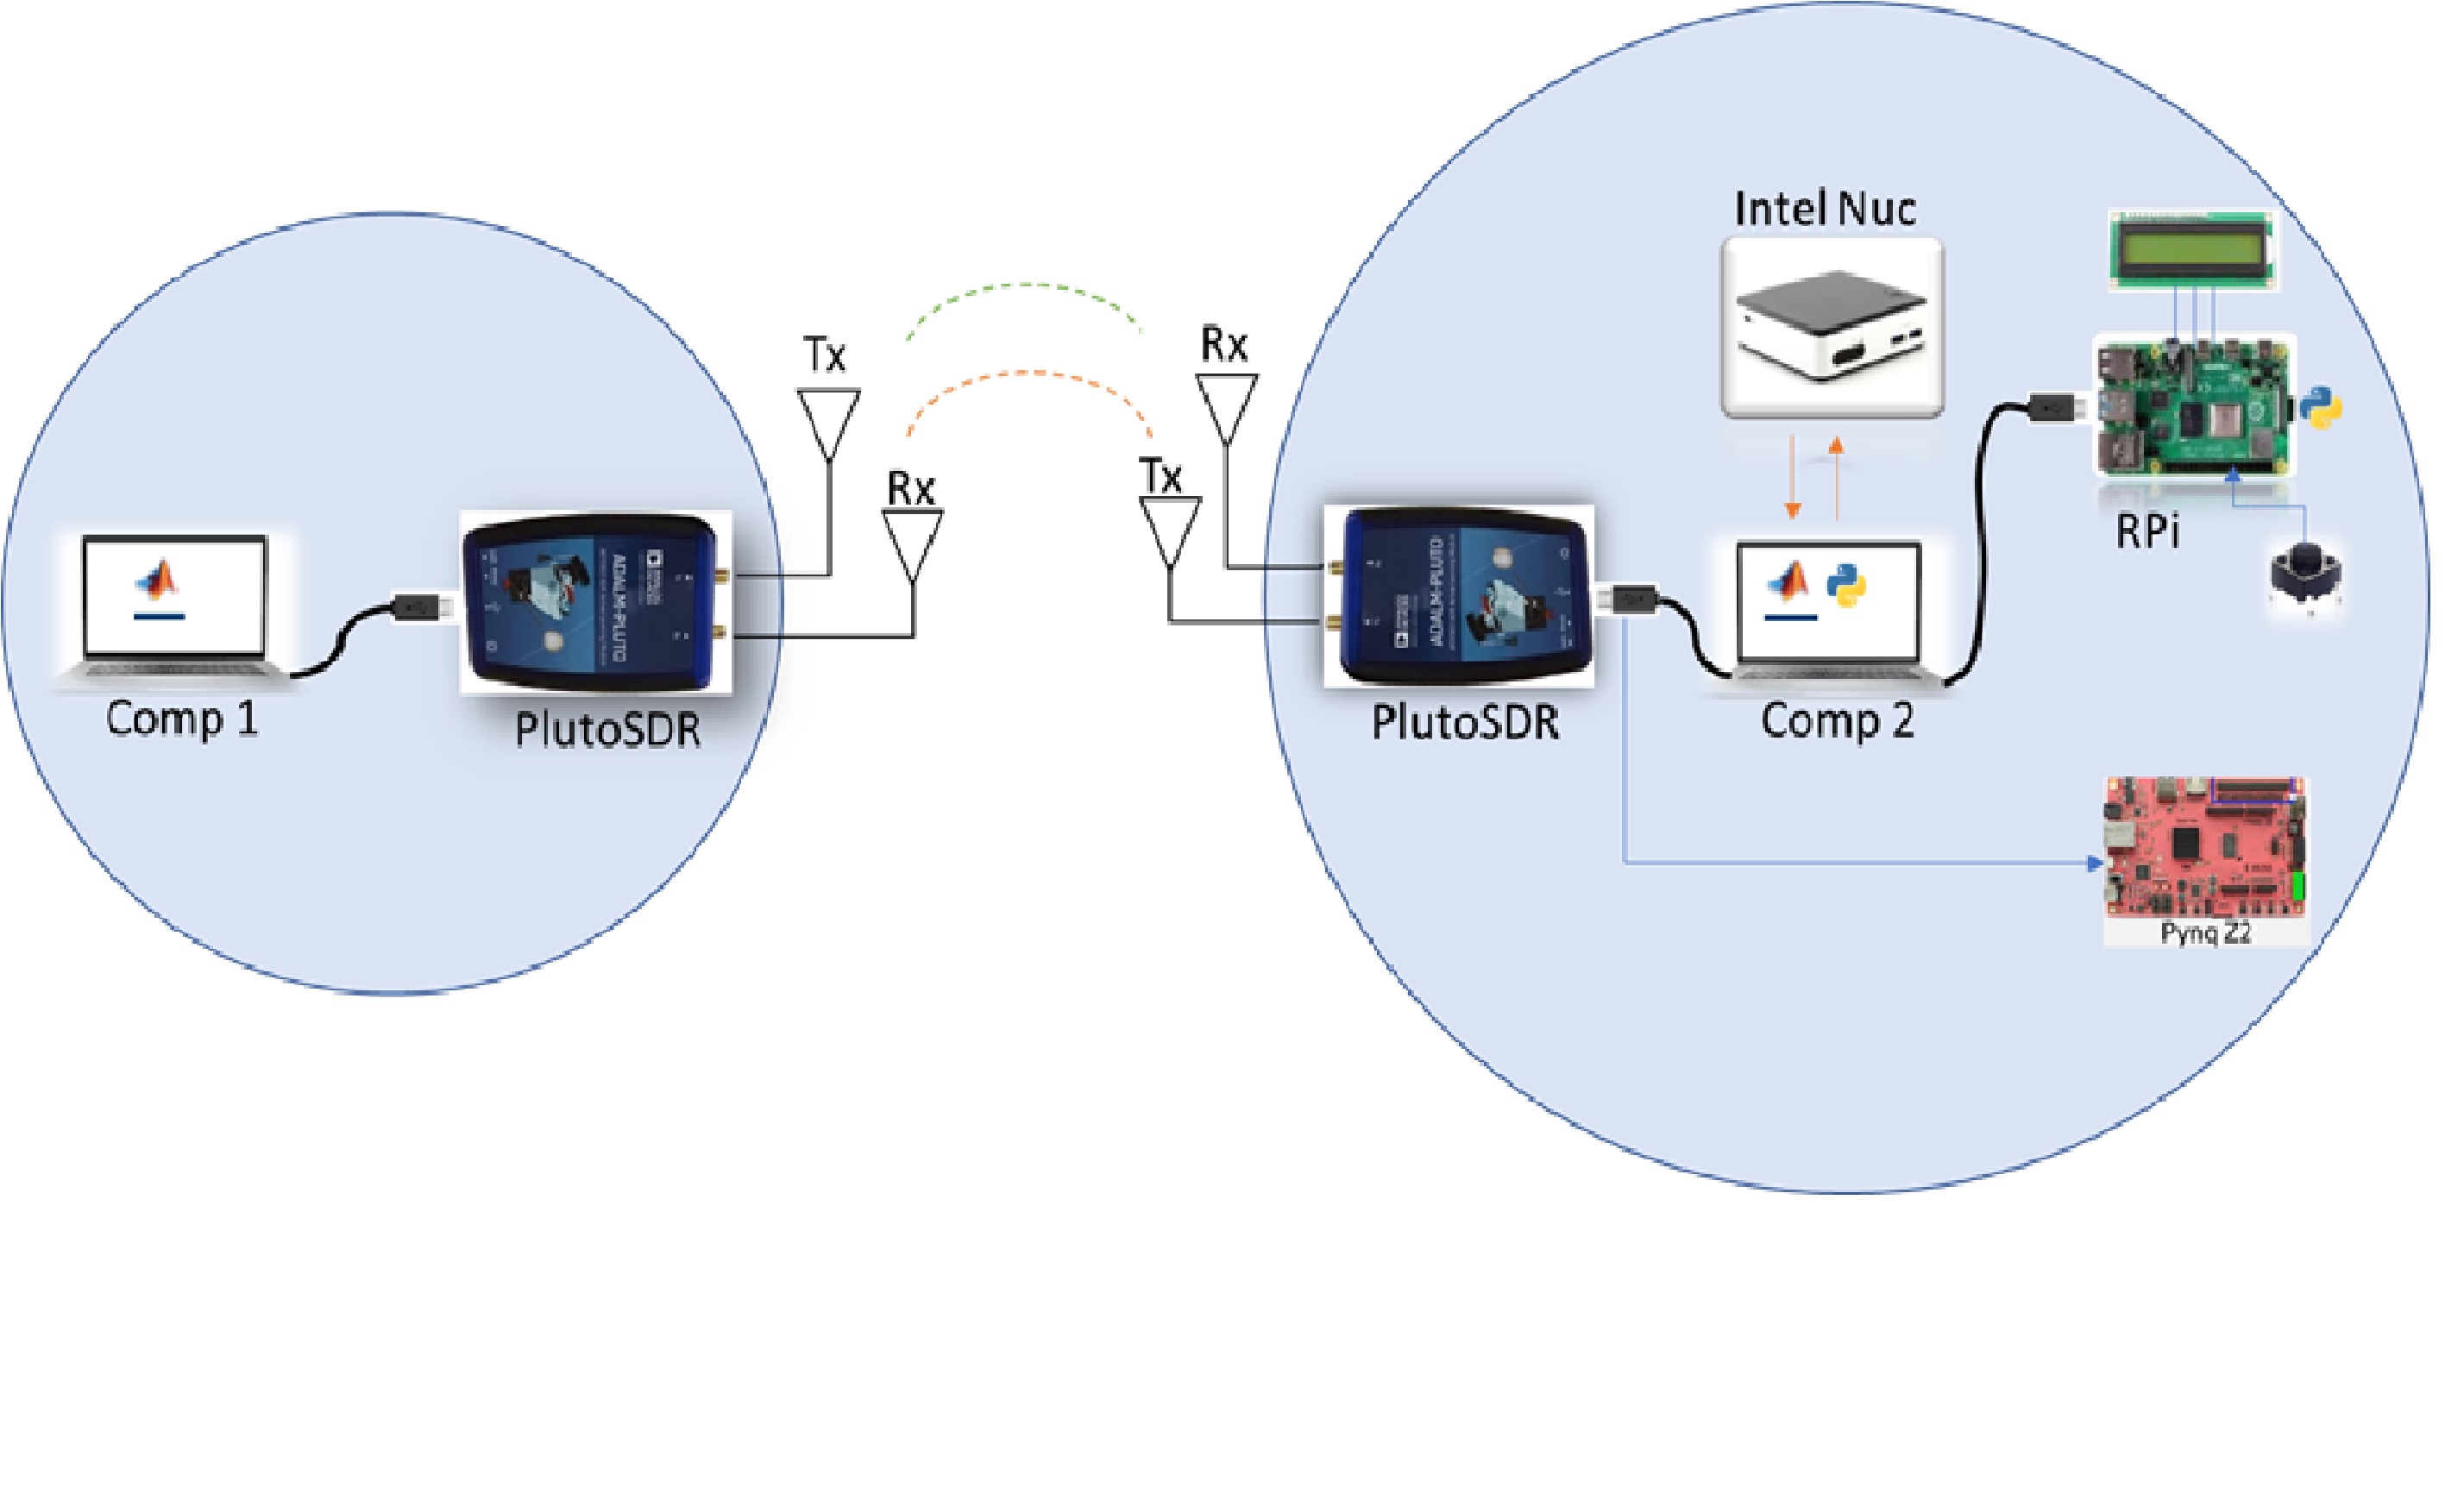 Intel Nuc
Tx
Rx
Rx
Tx
RPi
ADALM-PLUTO
ADALM-PLUTO
Comp 1
PlutoSDR
PlutoSDR
Comp 2
Pynq Z2